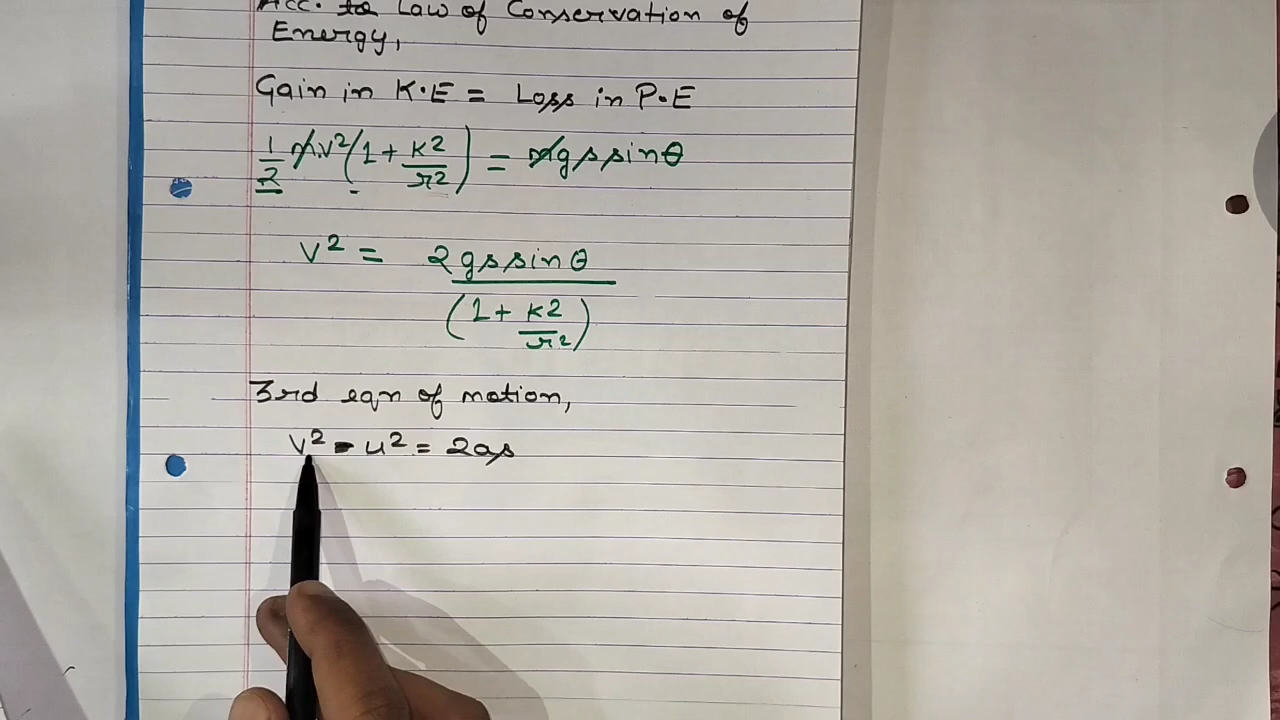 Acc. to Law of Conservation of
Energy,
Gain in K.E = Loss in P.E
1/2 mv²(1 + K²/r²) = mgs sinθ
v² = 2gs sinθ / (1 + K²/r²)
3rd eqn of motion,
v² - u² = 2as